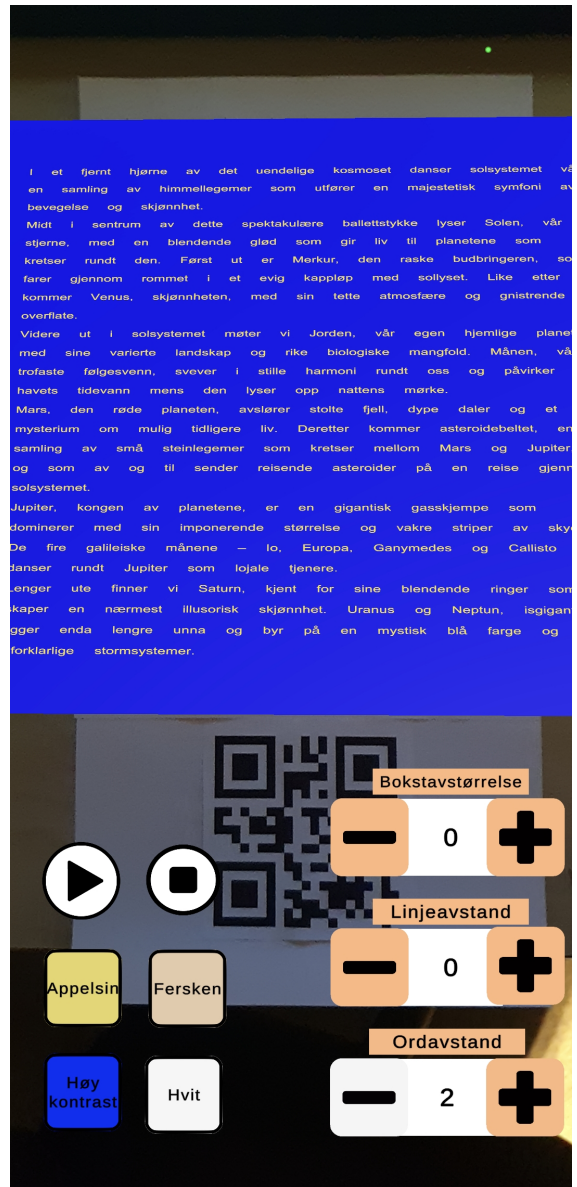 I et fjernt hjørne av det uendelige kosmoset danser solsystemet
en samling av himmellegemer som utfører en majestetisk symfoni av
bevegelse og skjønnhet.
Midt i sentrum av dette spektakulære ballettstykke lyser Solen, vår
stjerne, med en blendende glød som gir liv til planetene som
kretser rundt den. Først ut er Merkur, den raske budbringeren,
farer gjennom rommet i et evig kappløp med sollyset. Like etter
kommer Venus, skjønnheten, med sin tette atmosfære og gnistrende
overflate.
Videre ut i solsystemet møter vi Jorden, vår egen hjemlige planet
med sine varierte landskap og rike biologiske mangfold. Månen,
trofaste følgesvenn, svever i stille harmoni rundt oss og påvirker
havets tidevann mens den lyser opp nattens mørke.
Mars, den røde planeten, avslører stolte fjell, dype daler og et
mysterium om mulig tidligere liv. Deretter kommer asteroidebeltet, en
samling av små steinlegemer som kretser mellom Mars og Jupiter
og som av og til sender reisende asteroider på en reise
solsystemet.
Jupiter, kongen av planetene, er en gigantisk gasskjempe som
dominerer med sin imponerende størrelse og vakre striper av
De fire galileiske månene – Io, Europa, Ganymedes og Callisto
danser rundt Jupiter som lojale tjenere.
Lenger ute finner vi Saturn, kjent for sine blendende ringer som
skaper en nærmest illusorisk skjønnhet. Uranus og Neptun,
enda lengre unna og byr på en mystisk blå farge og
stormsystemer.
Bokstavstørrelse
0
Linjeavstand
0
Appelsin
Fersken
Ordavstand
2
Høy
kontrast
Hvit